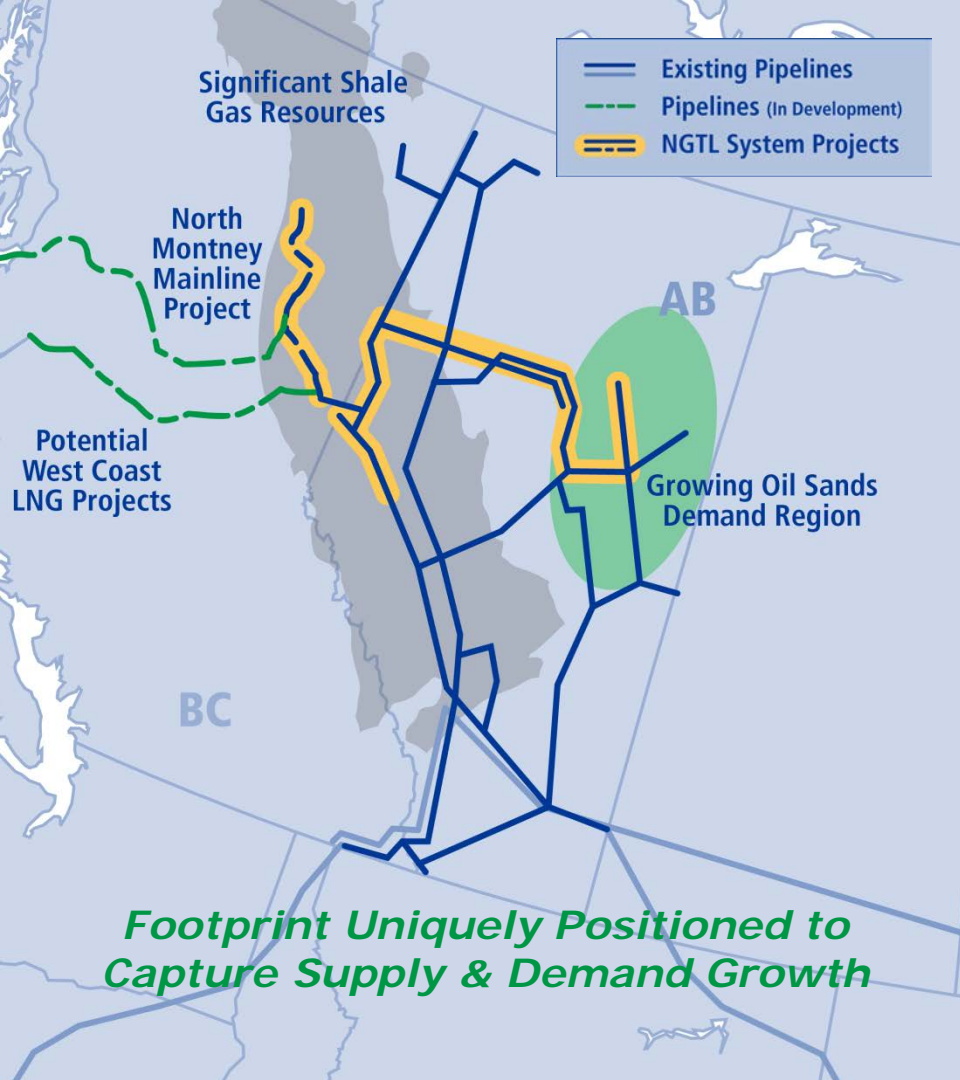 Significant Shale
Gas Resources
Existing Pipelines
Pipelines (In Development)
NGTL System Projects
North
Montney
Mainline
Project
AB
Potential
West Coast
LNG Projects
Growing Oil Sands
Demand Region
BC
Footprint Uniquely Positioned to
Capture Supply & Demand Growth